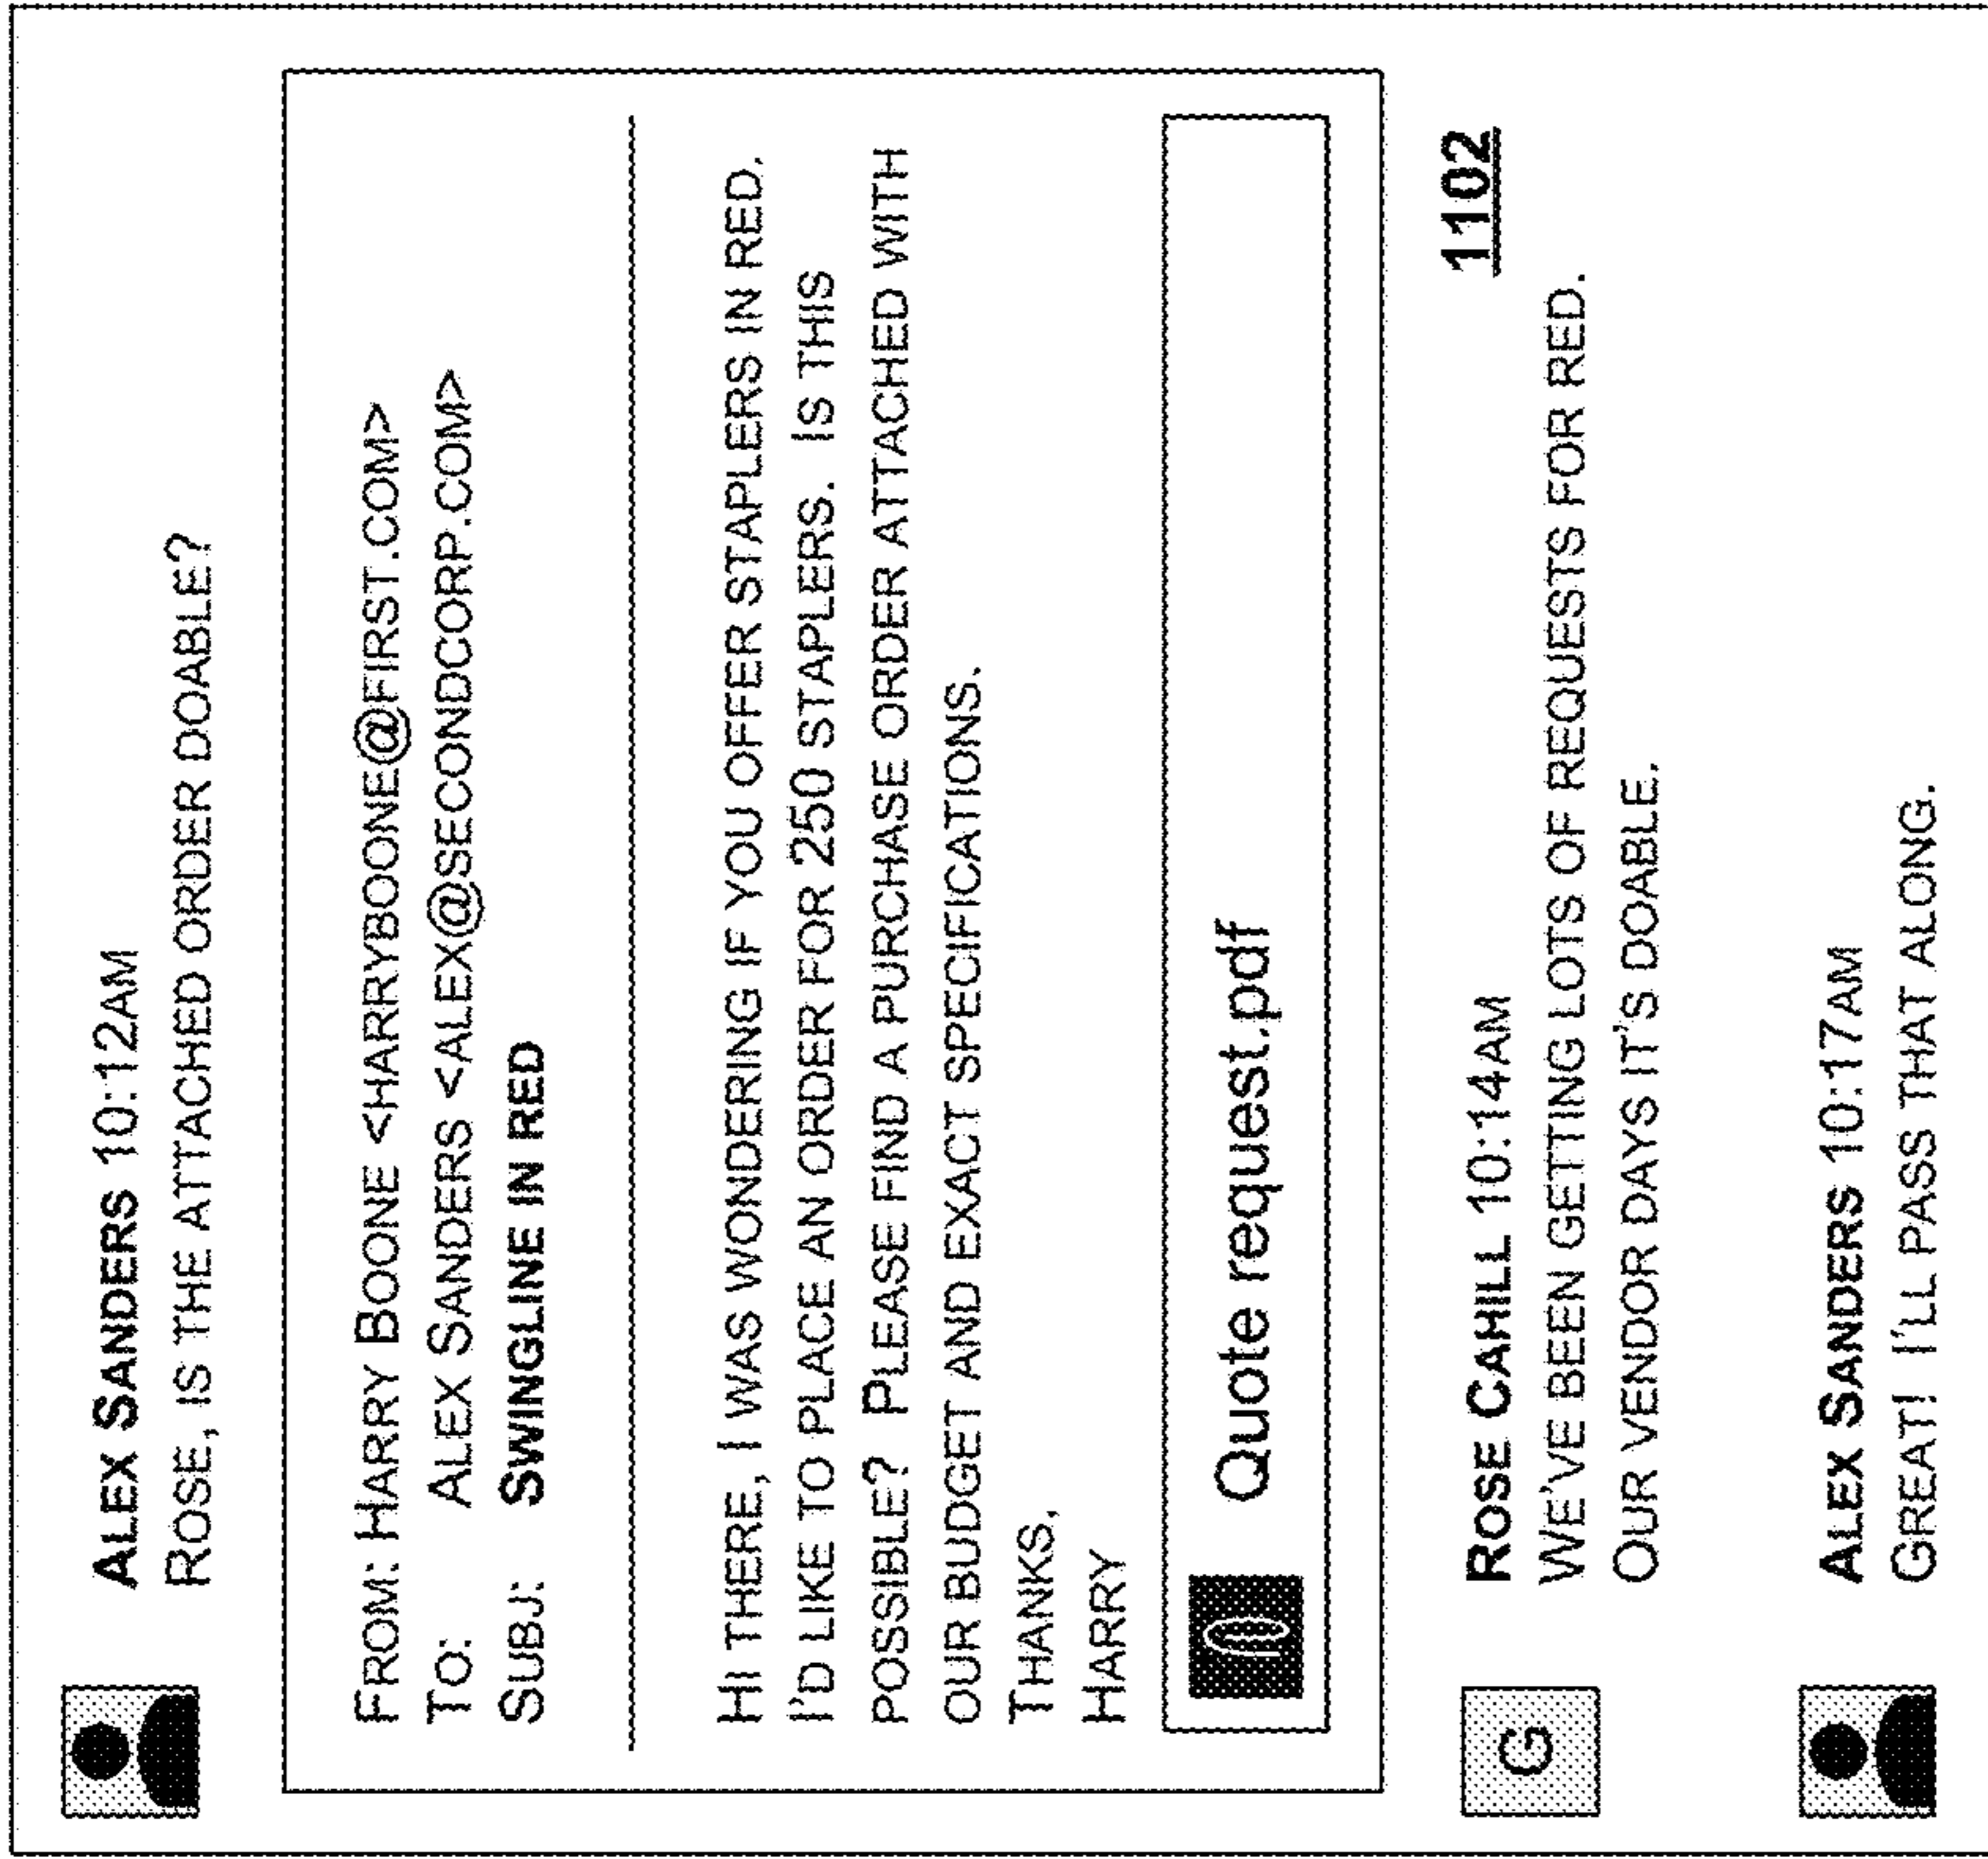 ALEX SANDERS 10:12AM
ROSE, IS THE ATTACHED ORDER DOABLE?
FROM: HARRY BOONE <HARRYBOONE@FIRST.COM>
TO: ALEX SANDERS <ALEX@SECONDCORP.COM>
SUBJ: SWINGLINE IN RED
HI THERE, I WAS WONDERING IF YOU OFFER STAPLERS IN RED.
I'D LIKE TO PLACE AN ORDER FOR 250 STAPLERS. IS THIS
POSSIBLE? PLEASE FIND A PURCHASE ORDER ATTACHED WITH
OUR BUDGET AND EXACT SPECIFICATIONS.
THANKS,
HARRY
Quote request.pdf
1102
G
ROSE CAHILL 10:14AM
WE'VE BEEN GETTING LOTS OF REQUESTS FOR RED.
OUR VENDOR DAYS IT'S DOABLE.
ALEX SANDERS 10:17AM
GREAT! I'LL PASS THAT ALONG.